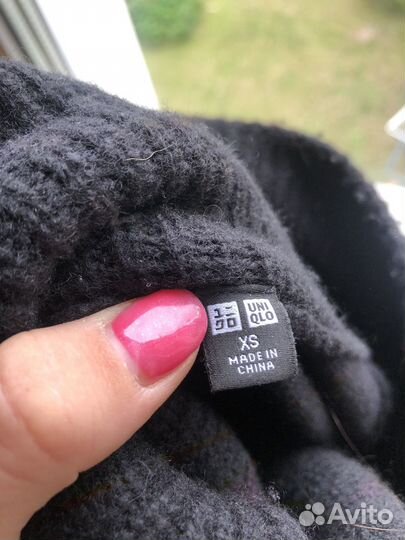 ユニ UNI
クロ QLO
XS
MADE IN
CHINA
Avito